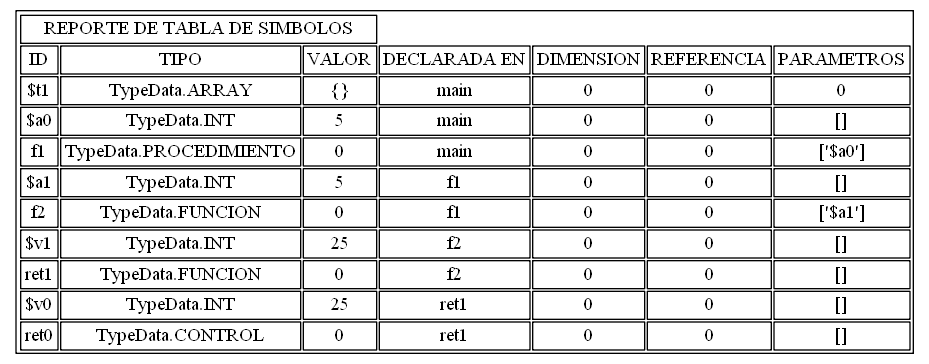 REPORTE DE TABLA DE SIMBOLOS
ID TIPO VALOR DECLARADA EN DIMENSION REFERENCIA PARAMETROS
$t1 TypeData.ARRAY {} main 0 0 0
$a0 TypeData.INT 5 main 0 0 []
f1 TypeData.PROCEDIMIENTO 0 main 0 0 ['$a0']
$a1 TypeData.INT 5 f1 0 0 []
f2 TypeData.FUNCION 0 f1 0 0 ['$a1']
$v1 TypeData.INT 25 f2 0 0 []
ret1 TypeData.FUNCION 0 f2 0 0 []
$v0 TypeData.INT 25 ret1 0 0 []
ret0 TypeData.CONTROL 0 ret1 0 0 []